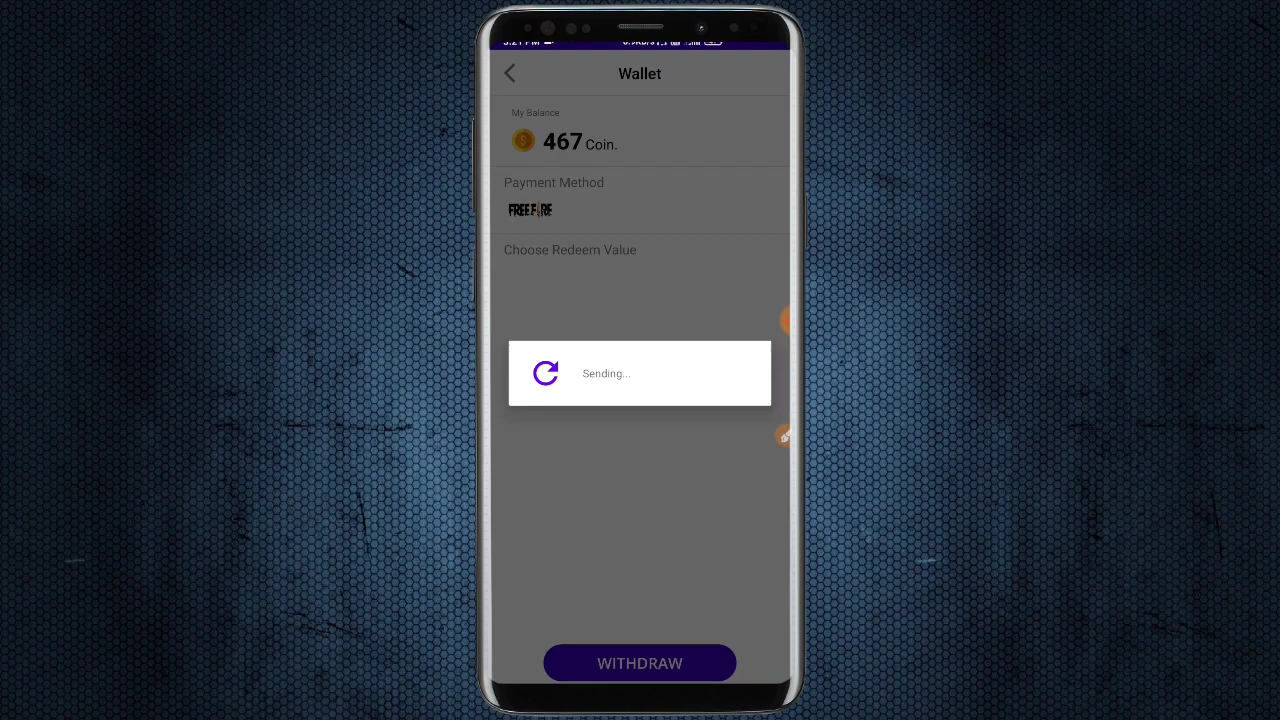 Wallet
My Balance
467 Coin.
Payment Method
FREE FIRE
Choose Redeem Value
Sending...
WITHDRAW